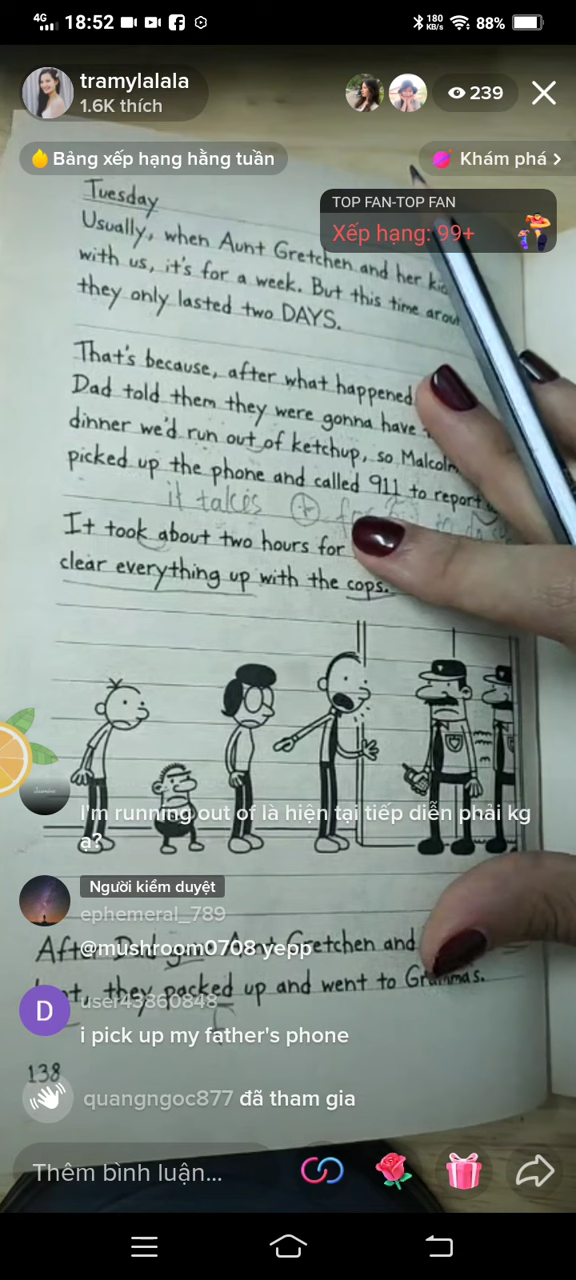 4G 18:52 180 KB/s 88%
tramylalala
1.6K thích
239
Bảng xếp hạng hằng tuần
Khám phá
TOP FAN-TOP FAN
Xếp hạng: 99+
Tuesday
Usually, when Aunt Gretchen and her
with us, it's for a week. But this time
they only lasted two DAYS.
That's because, after what happened
Dad told them they were gonna have
dinner we'd run out of ketchup, so Malcolm
picked up the phone and called 911 to report
it takes
It took about two hours for
clear everything up with the cops.
I'm running out of là hiện tại tiếp diễn phải kg
ạ?
Người kiểm duyệt
ephemeral_789
After Dad Aunt Gretchen and
@mushroom0708 yepp
they packed up and went to Gramma's.
user43860848
D
i pick up my father's phone
138
quangngoc877 đã tham gia
Thêm bình luận...